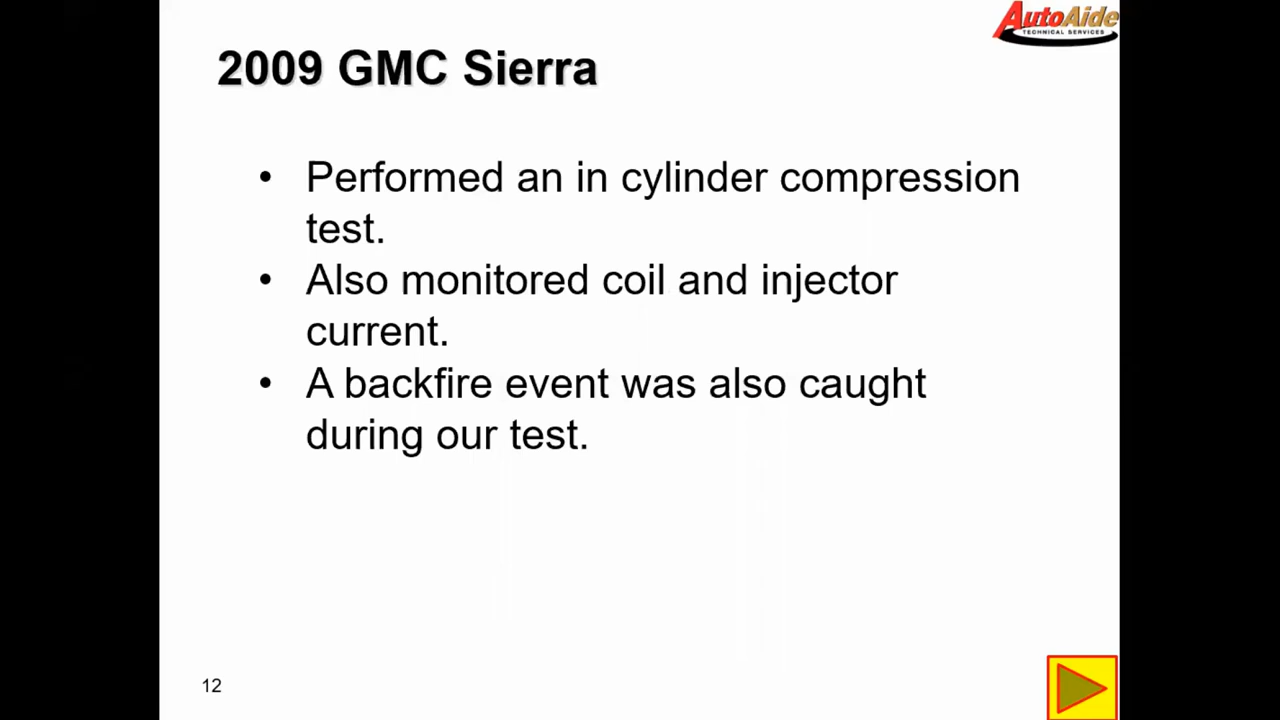 AutoAide
TECHNICAL SERVICES
2009 GMC Sierra
• Performed an in cylinder compression
test.
• Also monitored coil and injector
current.
• A backfire event was also caught
during our test.
12